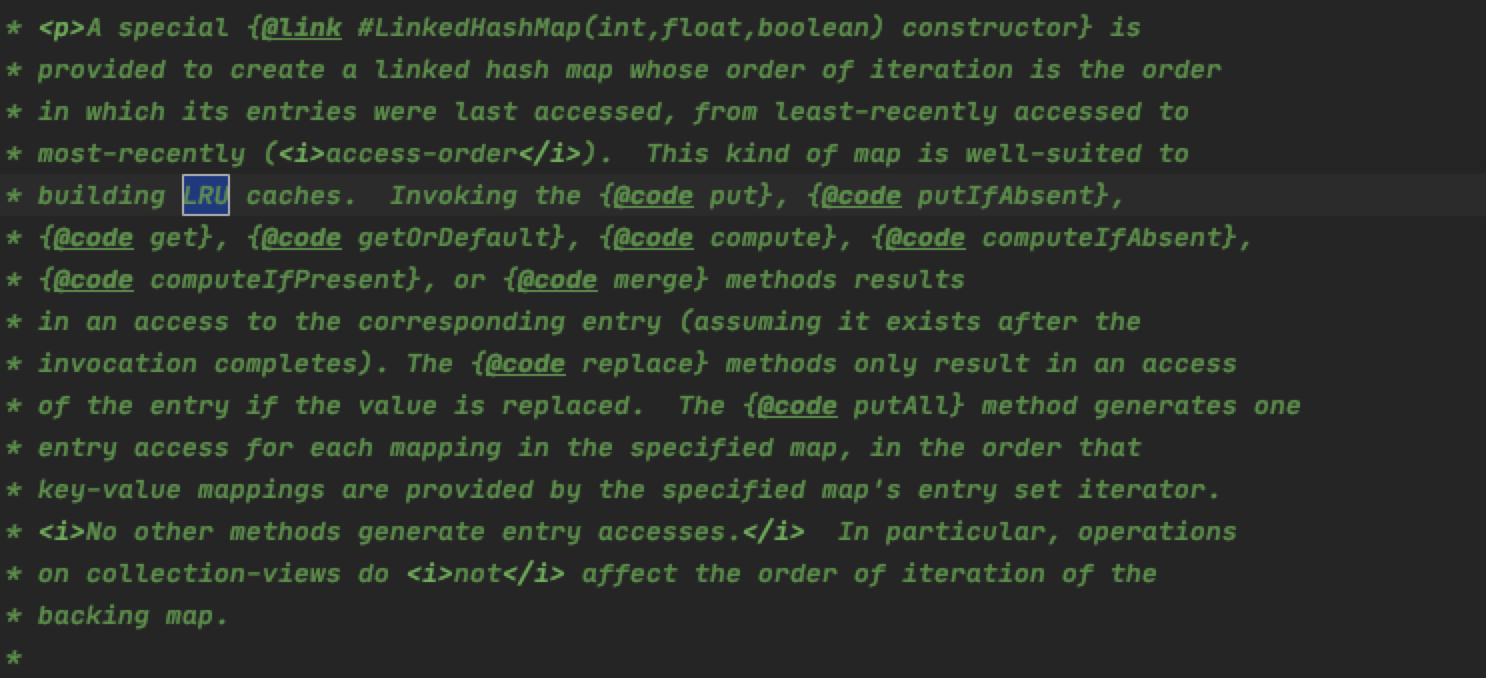 * <p>A special {@link #LinkedHashMap(int,float,boolean) constructor} is
* provided to create a linked hash map whose order of iteration is the order
* in which its entries were last accessed, from least-recently accessed to
* most-recently (<i>access-order</i>).  This kind of map is well-suited to
* building LRU caches.  Invoking the {@code put}, {@code putIfAbsent},
* {@code get}, {@code getOrDefault}, {@code compute}, {@code computeIfAbsent},
* {@code computeIfPresent}, or {@code merge} methods results
* in an access to the corresponding entry (assuming it exists after the
* invocation completes). The {@code replace} methods only result in an access
* of the entry if the value is replaced.  The {@code putAll} method generates one
* entry access for each mapping in the specified map, in the order that
* key-value mappings are provided by the specified map's entry set iterator.
* <i>No other methods generate entry accesses.</i>  In particular, operations
* on collection-views do <i>not</i> affect the order of iteration of the
* backing map.
*